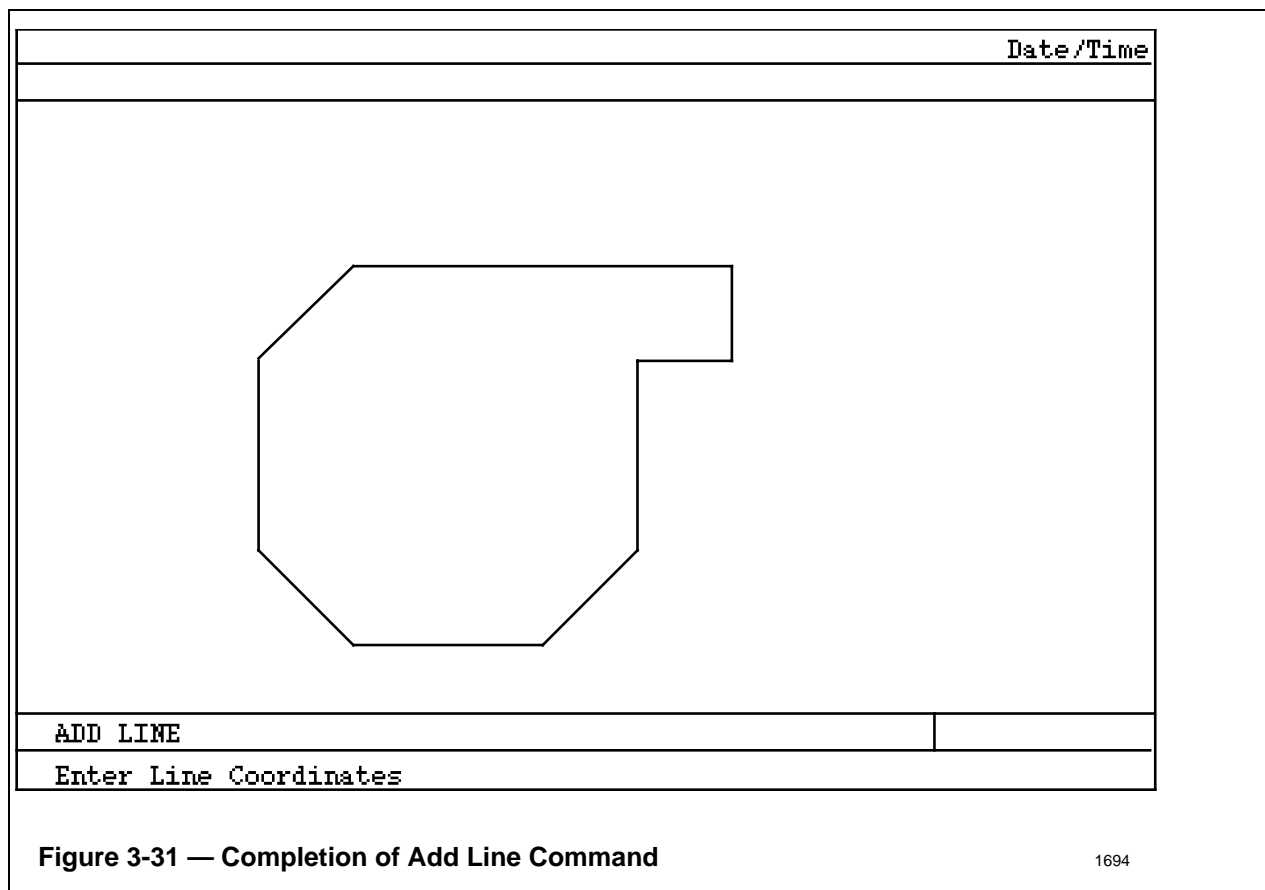 Date/Time
ADD LINE
Enter Line Coordinates
Figure 3-31 — Completion of Add Line Command
1694